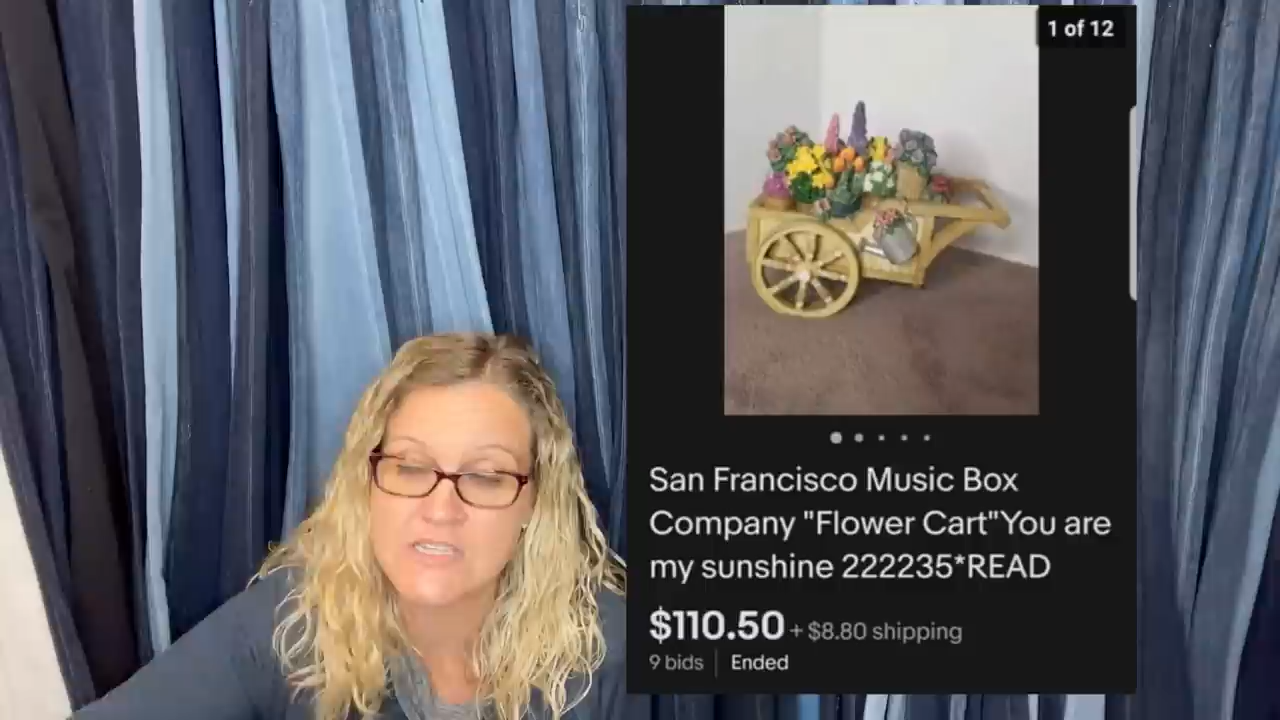 1 of 12
San Francisco Music Box
Company "Flower Cart"You are
my sunshine 222235*READ
$110.50 + $8.80 shipping
9 bids | Ended